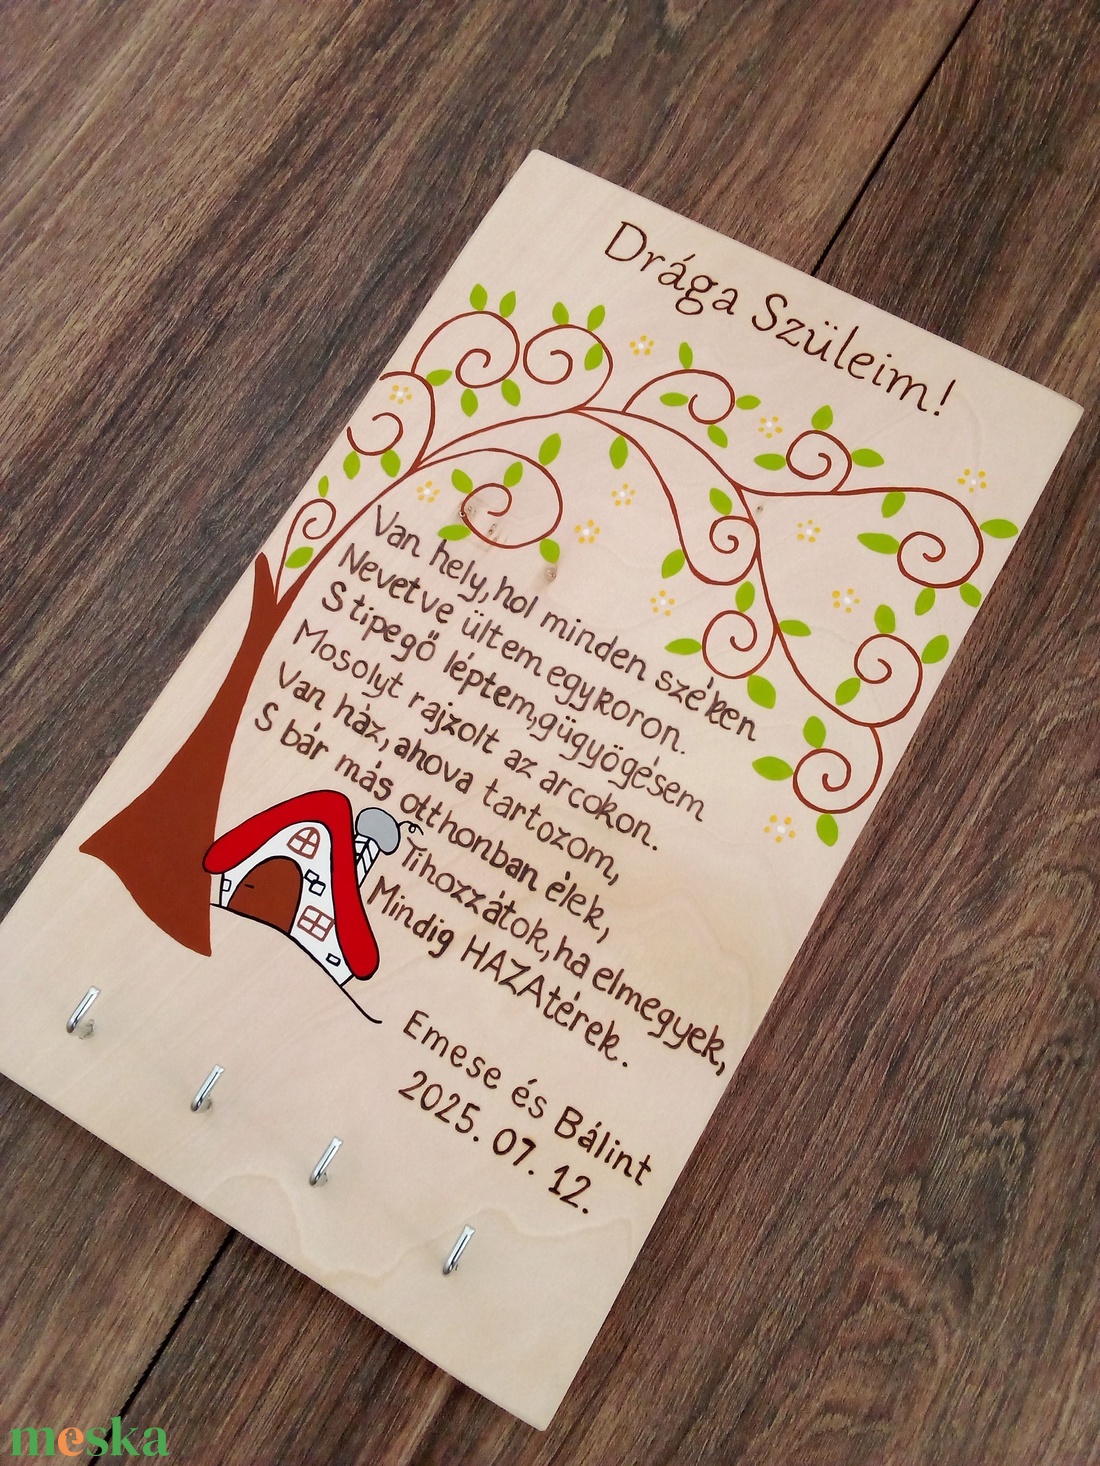 Drága Szüleim!
Van hely, hol minden széken
Nevetve ültem egykoron.
S tipegő léptem, gügyögésem
Mosolyt rajzolt az arcokon.
Van ház, ahova tartozom,
S bár más otthonban élek,
Tihozzátok, ha elmegyek,
Mindig HAZAtérek.
Emese és Bálint
2025. 07. 12.
meska